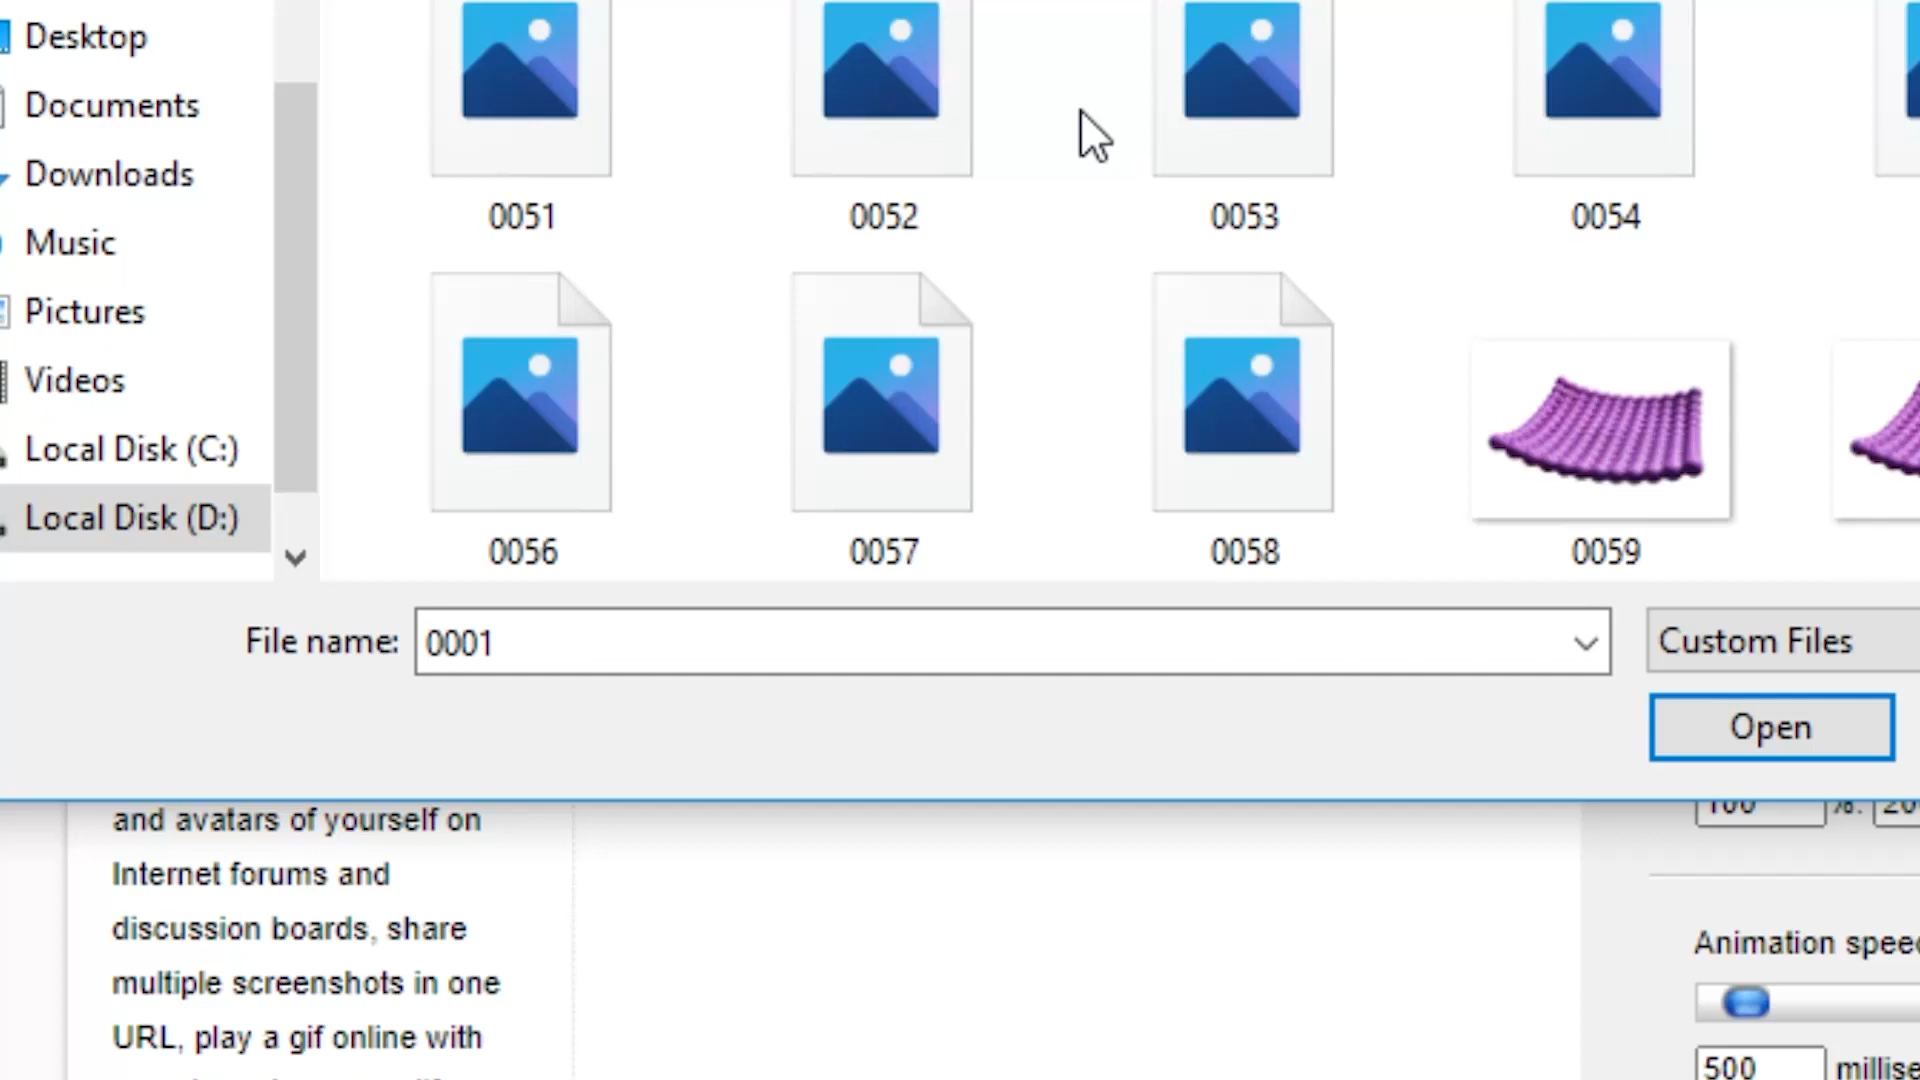 Desktop
Documents
Downloads
Music
Pictures
Videos
Local Disk (C:)
Local Disk (D:)
0051 0052 0053 0054
0056 0057 0058 0059
File name: 0001
Custom Files
Open
and avatars of yourself on
Internet forums and
discussion boards, share
multiple screenshots in one
URL, play a gif online with
100 %.
Animation speed
500